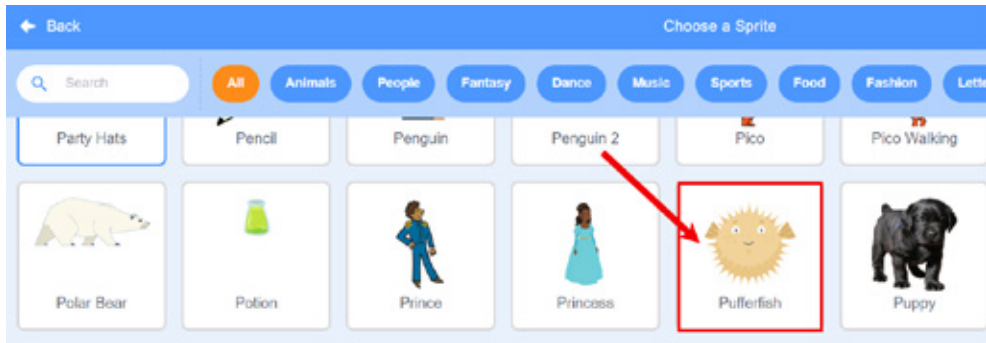 Back
Choose a Sprite
Search
All Animals People Fantasy Dance Music Sports Food Fashion Lette
Party Hats Pencil Penguin Penguin 2 Pico Pico Walking
Polar Bear Potion Prince Princess Pufferfish Puppy